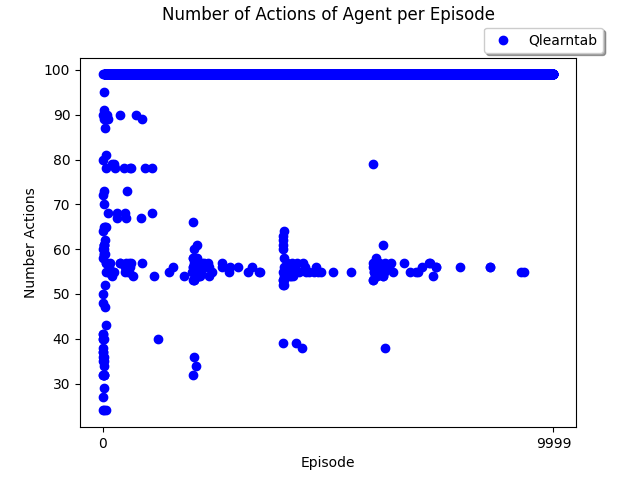 Number of Actions of Agent per Episode
Qlearntab
100
90
80
70
60
50
40
30
Number Actions
0
9999
Episode